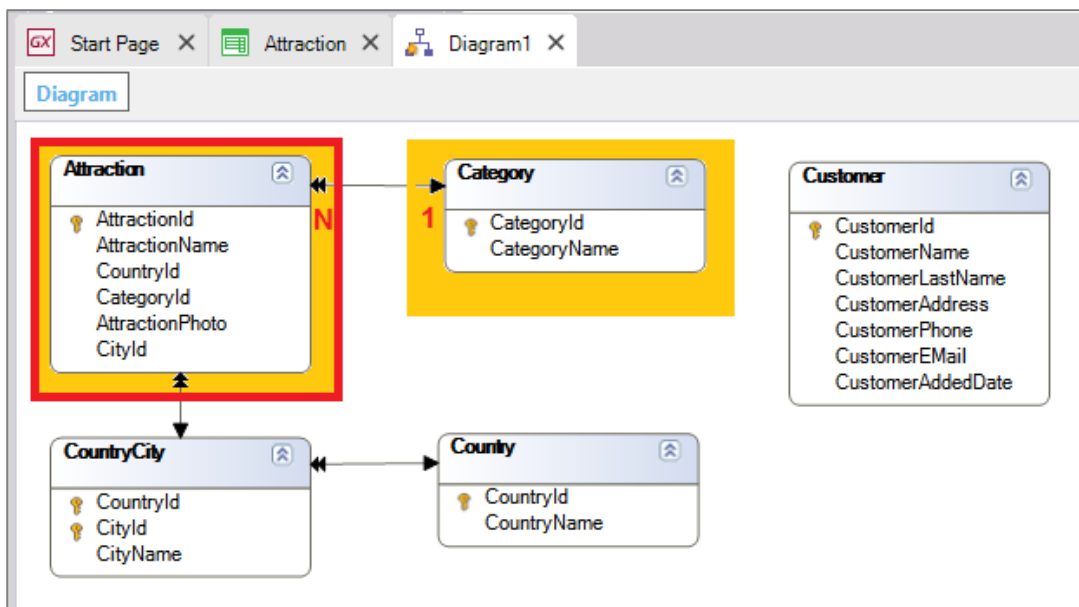 GX Start Page Attraction Diagram1
Diagram
Attraction
AttractionId
AttractionName
CountryId
CategoryId
AttractionPhoto
CityId
N
1
Category
CategoryId
CategoryName
Customer
CustomerId
CustomerName
CustomerLastName
CustomerAddress
CustomerPhone
CustomerEMail
CustomerAddedDate
CountryCity
CountryId
CityId
CityName
Country
CountryId
CountryName